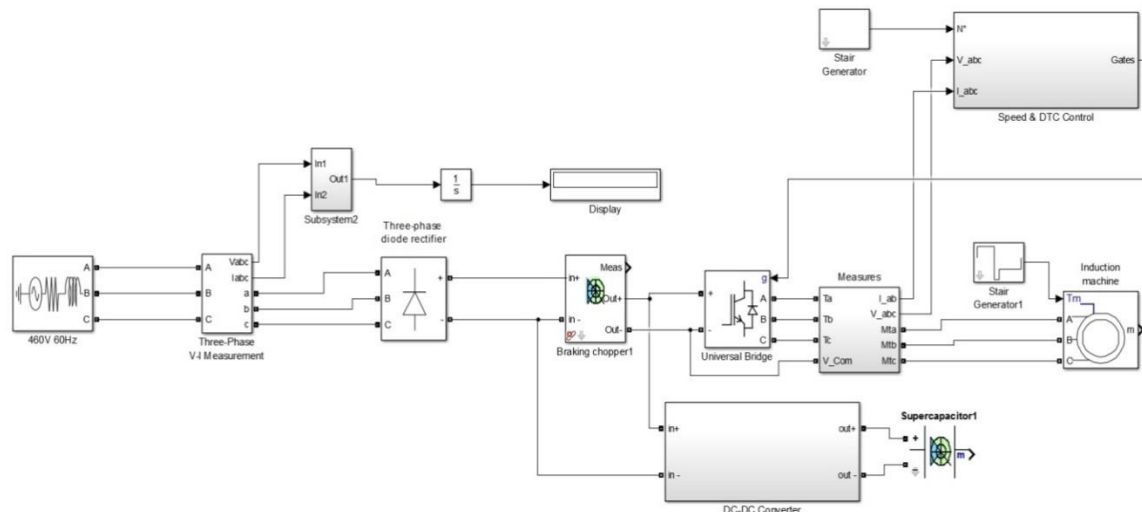 Stair
Generator
N*
V_abc
I_abc
Gates
Speed & DTC Control
In1
In2
Out1
Subsystem2
1
s
Display
Three-phase
diode rectifier
A
B
C
460V 60Hz
A
B
C
Vabc
Iabc
a
b
c
Three-Phase
V-I Measurement
A
B
C
+
-
in+
in -
Meas
Out+
Out-
Braking chopper1
+
-
g
A
B
C
Universal Bridge
Measures
Ta
Tb
Tc
V_Com
I_ab
V_abc
Mta
Mtb
Mtc
Stair
Generator1
Induction
machine
Tm
A
B
C
m
in+
in -
out+
out -
DC-DC Converter
Supercapacitor1
+
m